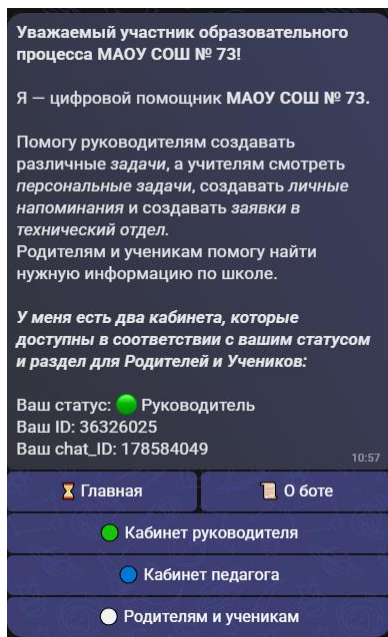 Уважаемый участник образовательного
процесса МАОУ СОШ № 73!
Я — цифровой помощник МАОУ СОШ № 73.
Помогу руководителям создавать
различные задачи, а учителям смотреть
персональные задачи, создавать личные
напоминания и создавать заявки в
технический отдел.
Родителям и ученикам помогу найти
нужную информацию по школе.
У меня есть два кабинета, которые
доступны в соответствии с вашим статусом
и раздел для Родителей и Учеников:
Ваш статус: 🟢 Руководитель
Ваш ID: 36326025
Ваш chat_ID: 178584049
10:57
⏳ Главная
📜 О боте
🟢 Кабинет руководителя
🔵 Кабинет педагога
⚪ Родителям и ученикам